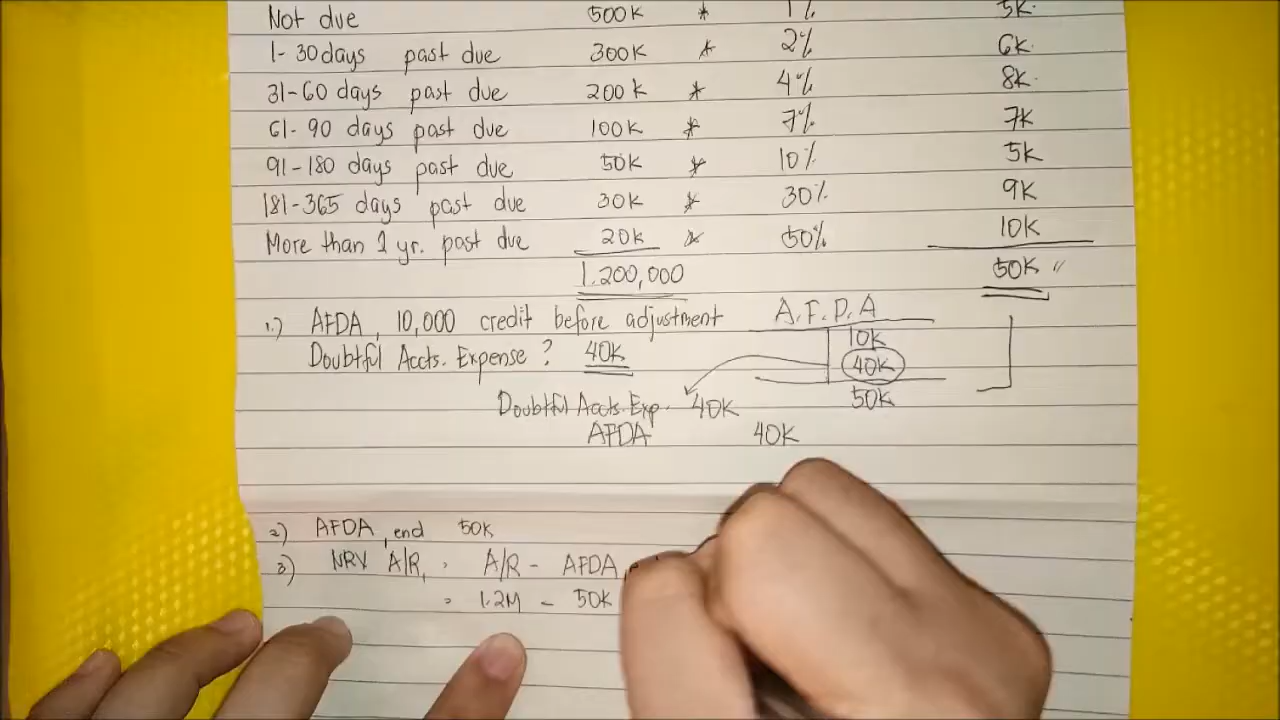 Not due 500K * 1% 5K
1-30days past due 300K * 2% 6K
31-60 days past due 200K * 4% 8K
61-90 days past due 100K * 7% 7K
91-180 days past due 50K * 10% 5K
181-365 days past due 30K * 30% 9K
More than 1 yr. past due 20K * 50% 10K
1,200,000 50K
1.) AFDA, 10,000 credit before adjustment A.F.D.A
10K
Doubtful Accts. Expense? 40K 40K
50K
Doubtful Accts. Exp. 40K
AFDA 40K
2) AFDA, end 50K
3) NRV A/R, = A/R - AFDA,
= 1.2M - 50K